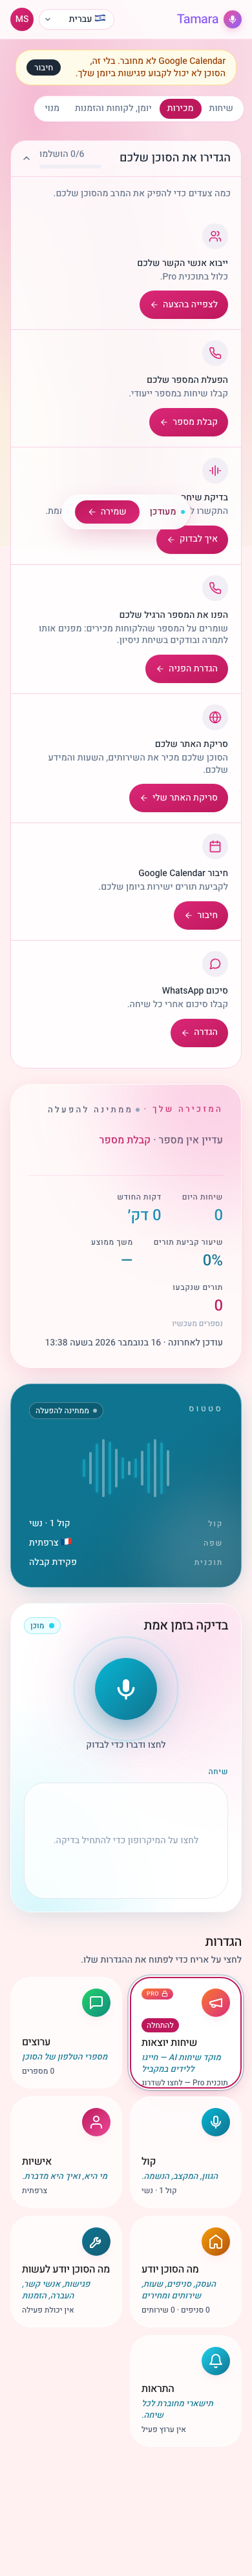 Tamara
עברית
MS
Google Calendar לא מחובר. בלי זה,
הסוכן לא יכול לקבוע פגישות ביומן שלך.
חיבור
שיחות
מכירות
יומן, לקוחות והזמנות
מנוי
הגדירו את הסוכן שלכם
0/6 הושלמו
כמה צעדים כדי להפיק את המרב מהסוכן שלכם.
ייבוא אנשי הקשר שלכם
כלול בתוכנית Pro.
לצפייה בהצעה
הפעלת המספר שלכם
קבלו שיחות במספר ייעודי.
קבלת מספר
בדיקת שיחה
התקשרו ל
אמת.
מעודכן
שמירה
איך לבדוק
הפנו את המספר הרגיל שלכם
שומרים על המספר שהלקוחות מכירים: מפנים אותו
לתמרה ובודקים בשיחת ניסיון.
הגדרת הפניה
סריקת האתר שלכם
הסוכן שלכם מכיר את השירותים, השעות והמידע
שלכם.
סריקת האתר שלי
חיבור Google Calendar
לקביעת תורים ישירות ביומן שלכם.
חיבור
סיכום WhatsApp
קבלו סיכום אחרי כל שיחה.
הגדרה
המזכירה שלך · ממתינה להפעלה
עדיין אין מספר · קבלת מספר
שיחות היום
0
דקות החודש
0 דק׳
שיעור קביעת תורים
0%
משך ממוצע
—
תורים שנקבעו
0
נספרים מעכשיו
עודכן לאחרונה · 16 בנובמבר 2026 בשעה 13:38
סטטוס
ממתינה להפעלה
קול
קול 1 · נשי
שפה
צרפתית
תוכנית
פקידת קבלה
בדיקה בזמן אמת
מוכן
לחצו ודברו כדי לבדוק
שיחה
לחצו על המיקרופון כדי להתחיל בדיקה.
הגדרות
לחצי על אריח כדי לפתוח את ההגדרות שלו.
PRO
להתחלה
שיחות יוצאות
מוקד שיחות AI — חייגו
ללידים במקביל
תוכנית Pro — לחצו לשדרוג
ערוצים
מספרי הטלפון של הסוכן
0 מספרים
קול
הגוון, המקצב, הנשמה.
קול 1 · נשי
אישיות
מי היא, ואיך היא מדברת.
צרפתית
מה הסוכן יודע
העסק, סניפים, שעות,
שירותים ומחירים
0 סניפים · 0 שירותים
מה הסוכן יודע לעשות
פגישות, אנשי קשר,
העברה, הזמנות
אין יכולת פעילה
התראות
תישארי מחוברת לכל
שיחה.
אין ערוץ פעיל